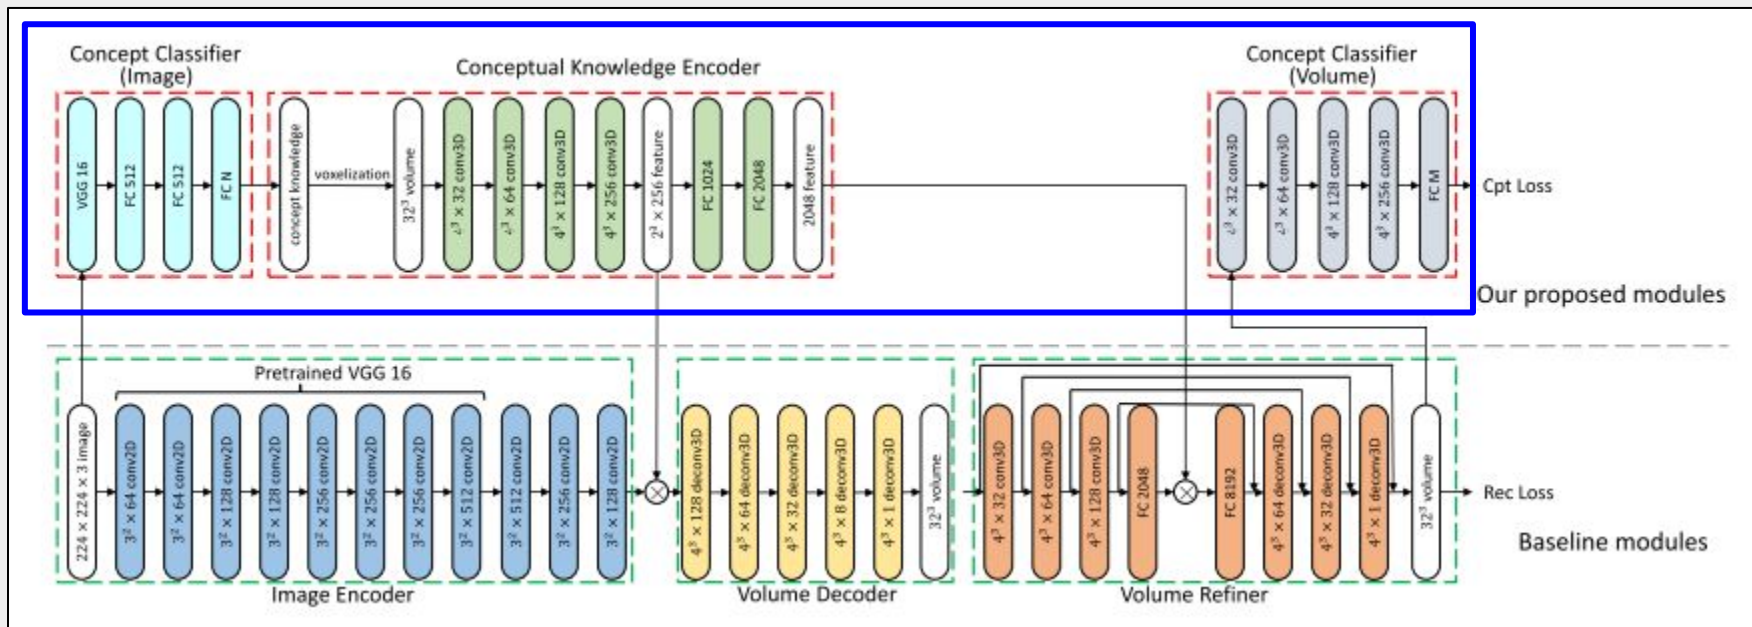 Concept Classifier
(Image)
Conceptual Knowledge Encoder
Concept Classifier
(Volume)
VGG 16
FC 512
FC 512
FC N
concept knowledge
voxelization
32³ volume
4³ × 32 conv3D
4³ × 64 conv3D
4³ × 128 conv3D
4³ × 256 conv3D
2³ × 256 feature
FC 1024
FC 2048
2048 feature
4³ × 32 conv3D
4³ × 64 conv3D
4³ × 128 conv3D
4³ × 256 conv3D
FC M
Cpt Loss
Our proposed modules
Pretrained VGG 16
224 × 224 × 3 image
3² × 64 conv2D
3² × 64 conv2D
3² × 128 conv2D
3² × 128 conv2D
3² × 256 conv2D
3² × 256 conv2D
3² × 256 conv2D
3² × 512 conv2D
3² × 512 conv2D
3² × 256 conv2D
3² × 128 conv2D
4³ × 128 deconv3D
4³ × 64 deconv3D
4³ × 32 deconv3D
4³ × 8 deconv3D
4³ × 1 deconv3D
32³ volume
4³ × 32 conv3D
4³ × 64 conv3D
4³ × 128 conv3D
FC 2048
FC 8192
4³ × 64 deconv3D
4³ × 32 deconv3D
4³ × 1 deconv3D
32³ volume
Rec Loss
Baseline modules
Image Encoder
Volume Decoder
Volume Refiner